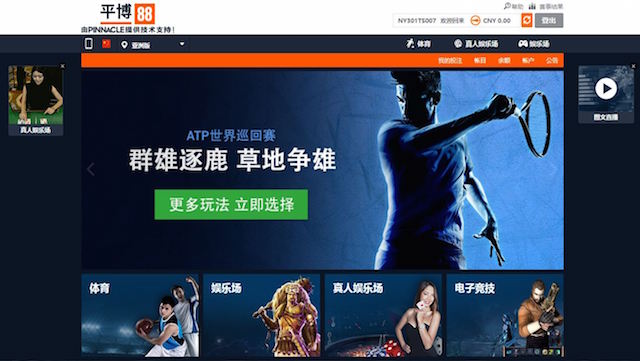 平博 88
由PINNACLE提供技术支持!
帮助 首票结果
NY301TS007 欢迎回来 CNY 0.00 登出
亚洲版 体育 真人娱乐场 娱乐场
我的投注 帐目 余额 帐户 公告
真人娱乐场
图文直播
ATP世界巡回赛
群雄逐鹿 草地争雄
更多玩法 立即选择
体育
娱乐场
真人娱乐场
电子竞技